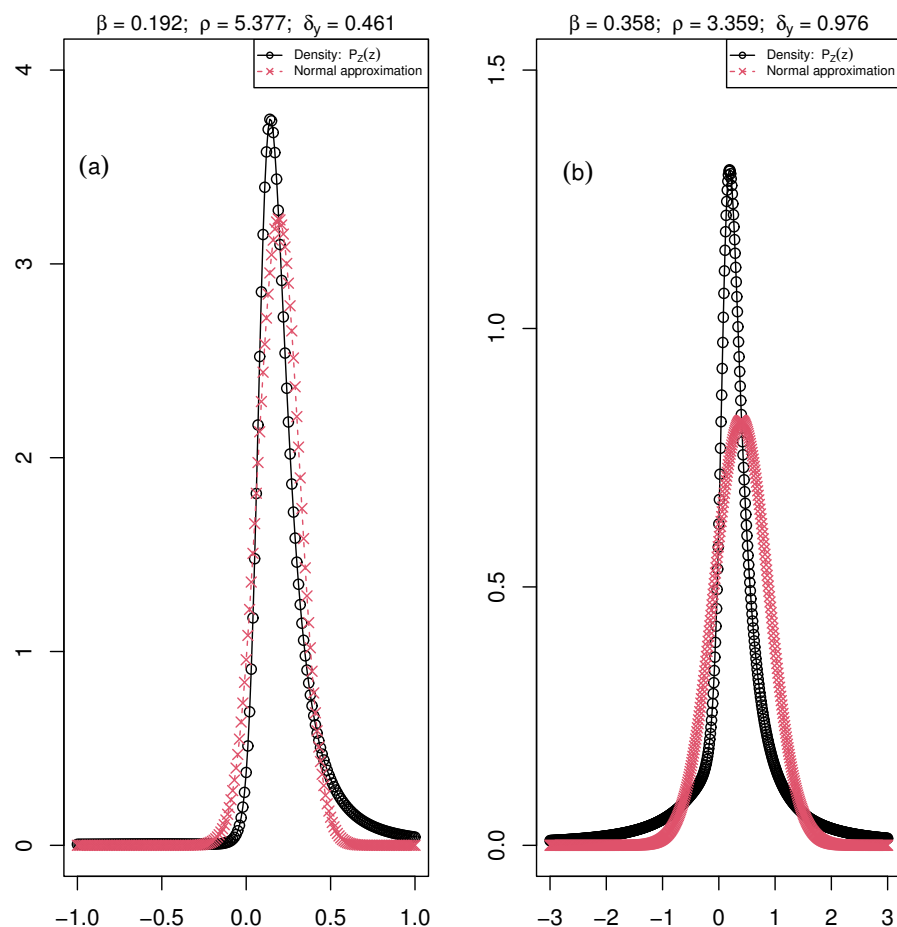 β = 0.192; ρ = 5.377; δy = 0.461
Density: PZ(z)
Normal approximation
(a)
4
3
2
1
0
−1.0 −0.5 0.0 0.5 1.0
β = 0.358; ρ = 3.359; δy = 0.976
Density: PZ(z)
Normal approximation
(b)
1.5
1.0
0.5
0.0
−3 −2 −1 0 1 2 3